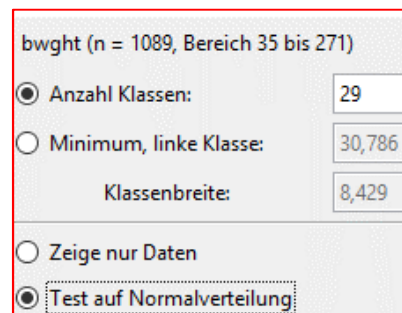 bwght (n = 1089, Bereich 35 bis 271)
Anzahl Klassen: 29
Minimum, linke Klasse: 30,786
Klassenbreite: 8,429
Zeige nur Daten
Test auf Normalverteilung